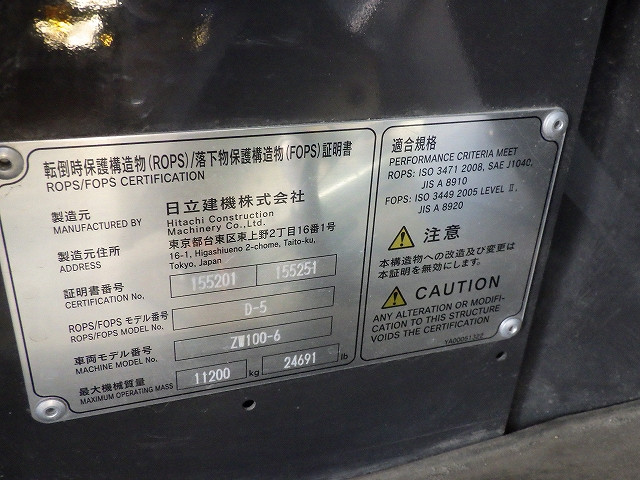 転倒時保護構造物(ROPS)/落下物保護構造物(FOPS)証明書
ROPS/FOPS CERTIFICATION
製造元
MANUFACTURED BY
日立建機株式会社
Hitachi Construction
Machinery Co., Ltd.
製造元住所
ADDRESS
東京都台東区東上野2丁目16番1号
16-1, Higashiueno 2-chome, Taito-ku,
Tokyo, Japan
証明書番号
CERTIFICATION No.
155201 155251
ROPS/FOPS モデル番号
ROPS/FOPS MODEL No.
D-5
車両モデル番号
MACHINE MODEL No.
ZW100-6
最大機械質量
MAXIMUM OPERATING MASS
11200 kg 24691 lb
適合規格
PERFORMANCE CRITERIA MEET
ROPS: ISO 3471 2008, SAE J1040,
JIS A 8910
FOPS: ISO 3449 2005 LEVEL Ⅱ,
JIS A 8920
注意
本構造物への改造及び変更は
本証明を無効にします。
CAUTION
ANY ALTERATION OR MODIFI-
CATION TO THIS STRUCTURE
VOIDS THE CERTIFICATION